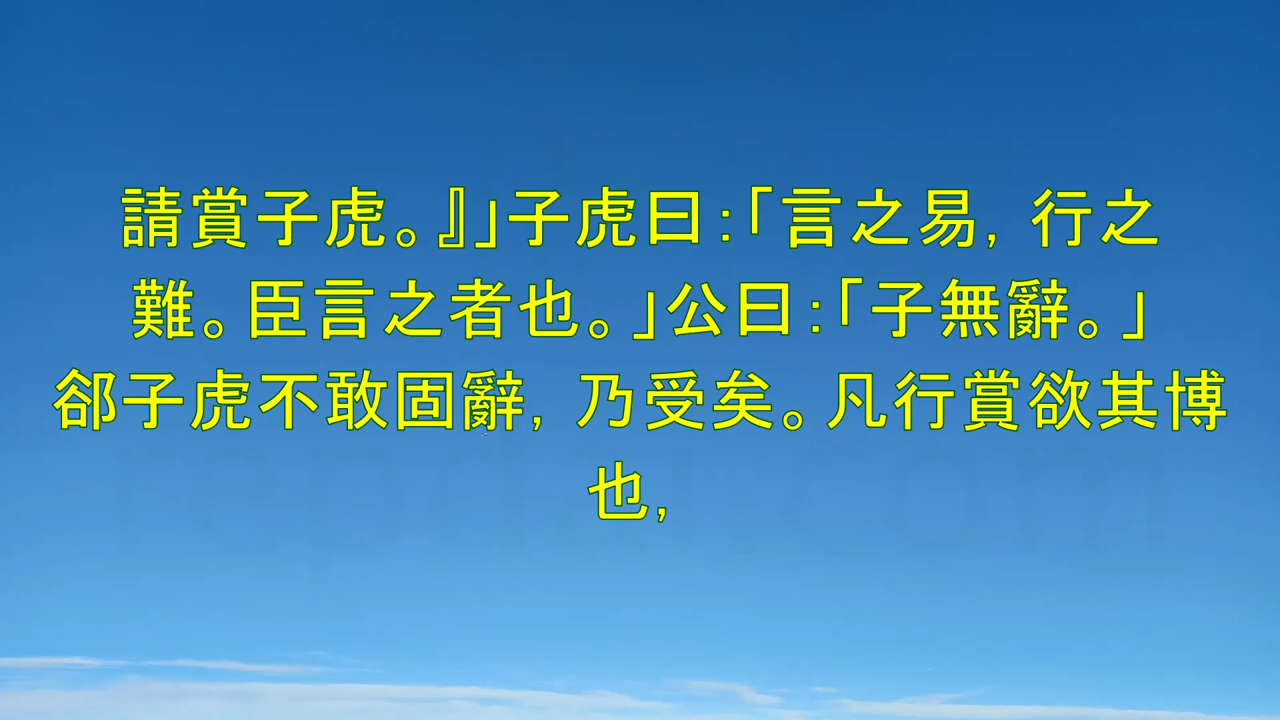 請賞子虎。』」子虎曰：「言之易，行之
難。臣言之者也。」公曰：「子無辭。」
郤子虎不敢固辭，乃受矣。凡行賞欲其博
也，